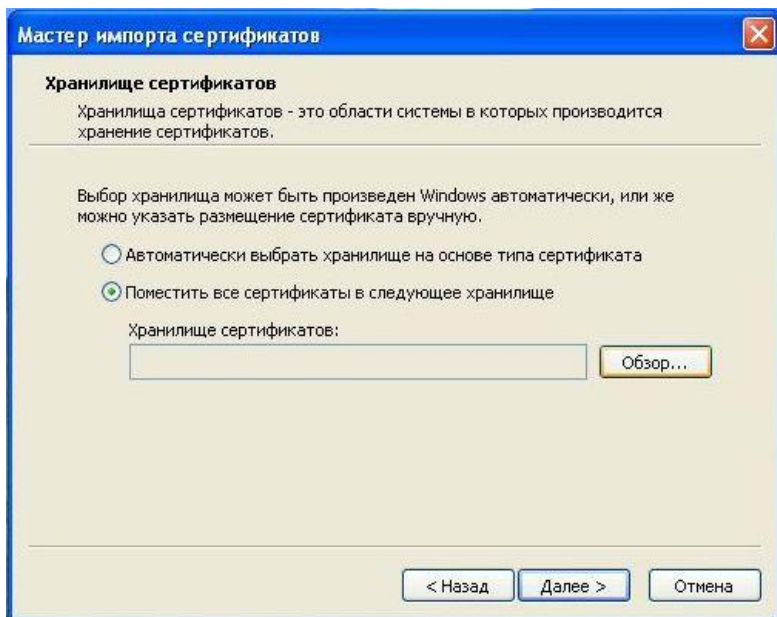 Мастер импорта сертификатов
Хранилище сертификатов
Хранилища сертификатов - это области системы в которых производится
хранение сертификатов.
Выбор хранилища может быть произведен Windows автоматически, или же
можно указать размещение сертификата вручную.
Автоматически выбрать хранилище на основе типа сертификата
Поместить все сертификаты в следующее хранилище
Хранилище сертификатов:
Обзор...
< Назад
Далее >
Отмена